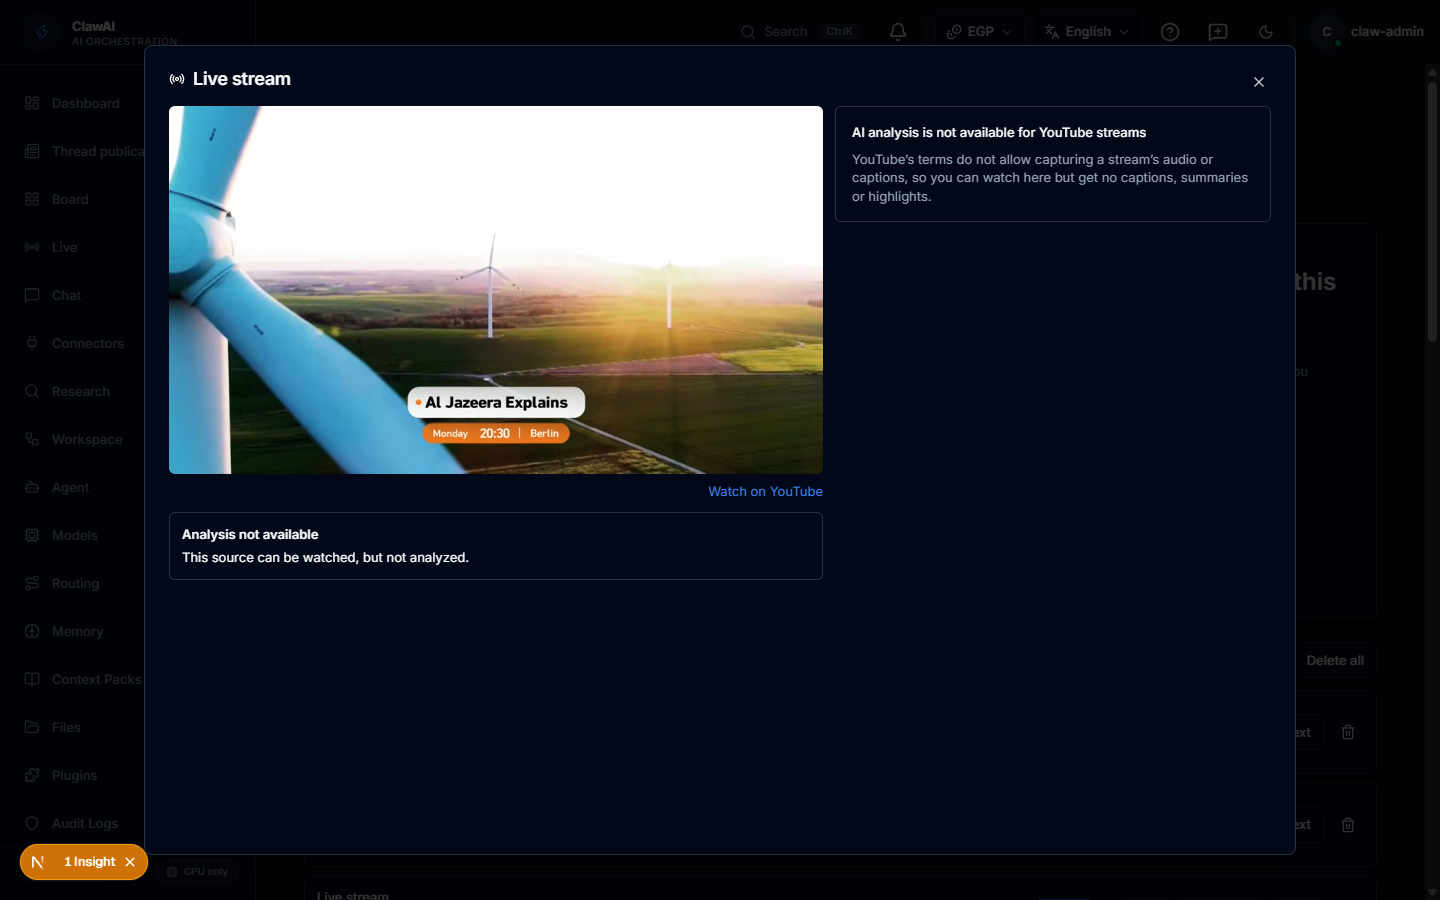 ClawAI
AI ORCHESTRATION
Search
CtrlK
EGP
English
C
claw-admin
Dashboard
Thread publica
Board
Live
Chat
Connectors
Research
Workspace
Agent
Models
Routing
Memory
Context Packs
Files
Plugins
Audit Logs
1 Insight
CPU only
Live stream
Al Jazeera Explains
Monday 20:30 | Berlin
Watch on YouTube
Analysis not available
This source can be watched, but not analyzed.
AI analysis is not available for YouTube streams
YouTube’s terms do not allow capturing a stream’s audio or
captions, so you can watch here but get no captions, summaries
or highlights.
this
ou
Delete all
ext
ext
Live stream